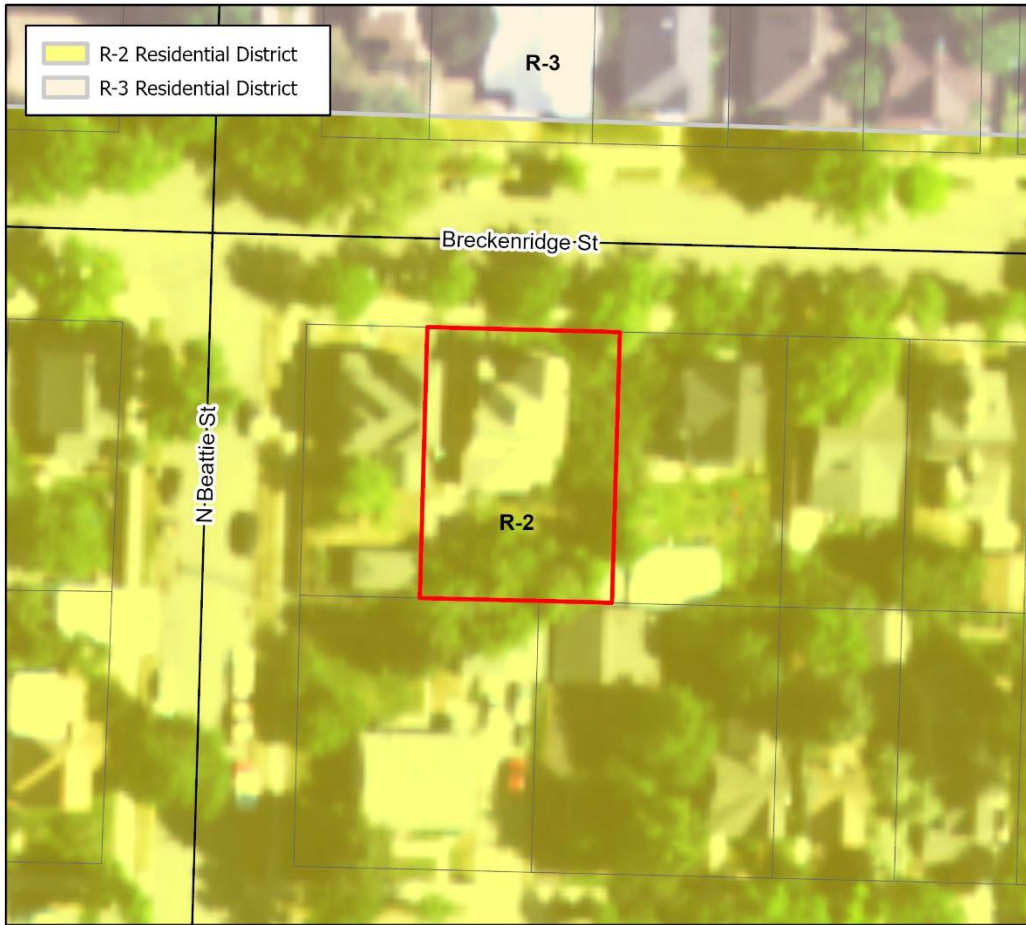 R-2 Residential District
R-3 Residential District
R-3
Breckenridge St
N Beattie St
R-2